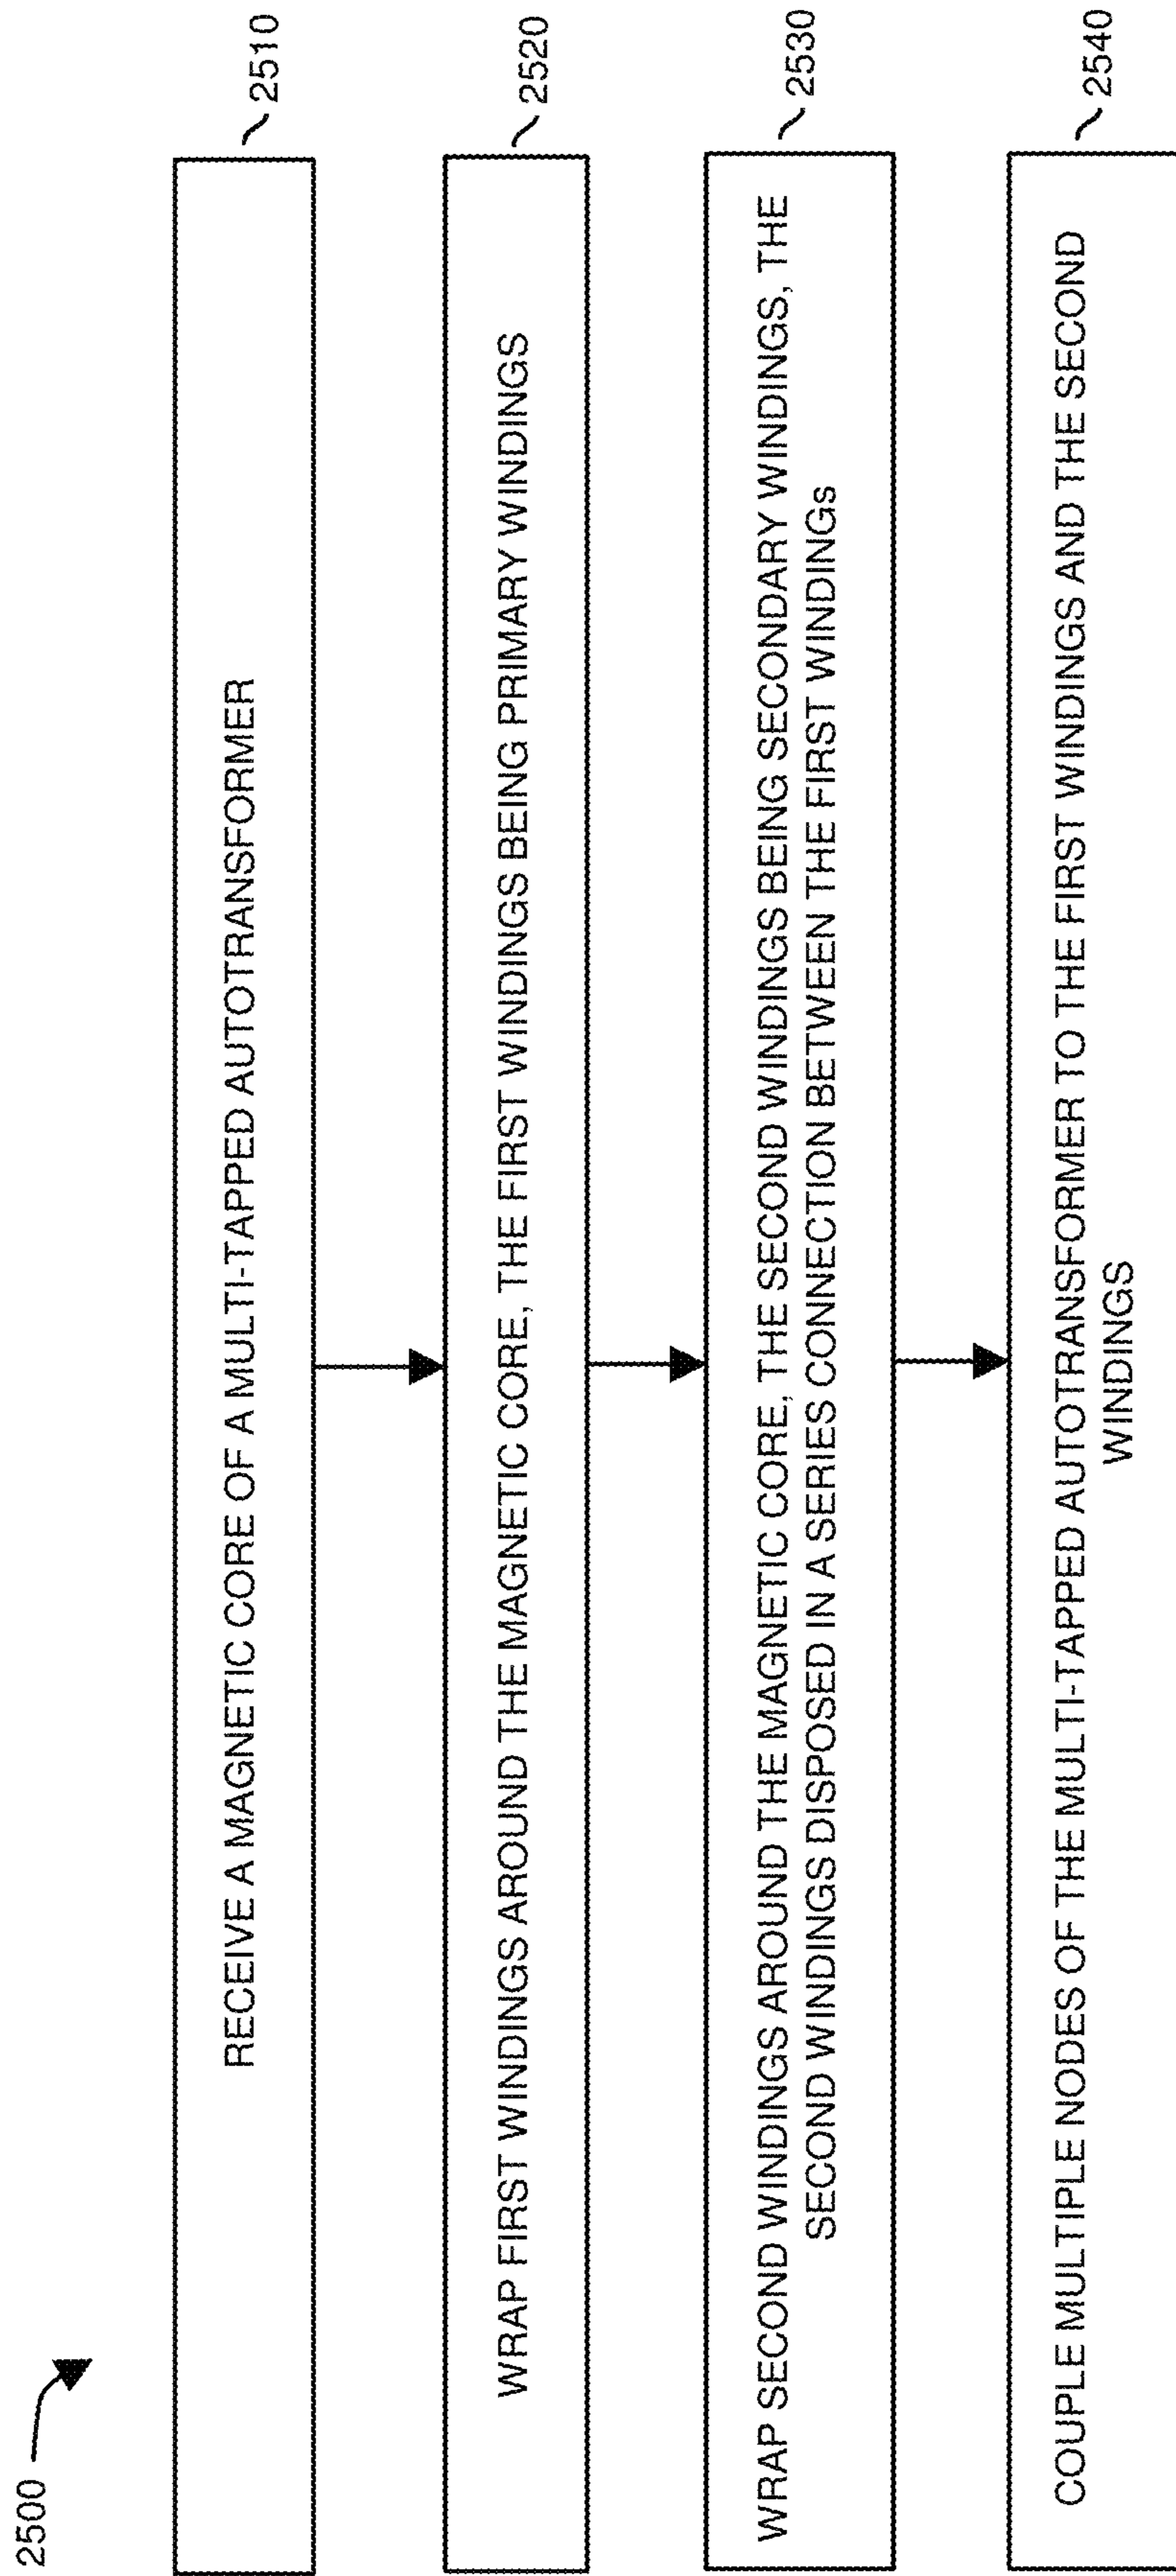 2500
RECEIVE A MAGNETIC CORE OF A MULTI-TAPPED AUTOTRANSFORMER
2510
WRAP FIRST WINDINGS AROUND THE MAGNETIC CORE, THE FIRST WINDINGS BEING PRIMARY WINDINGS
2520
WRAP SECOND WINDINGS AROUND THE MAGNETIC CORE, THE SECOND WINDINGS BEING SECONDARY WINDINGS, THE
SECOND WINDINGS DISPOSED IN A SERIES CONNECTION BETWEEN THE FIRST WINDINGs
2530
COUPLE MULTIPLE NODES OF THE MULTI-TAPPED AUTOTRANSFORMER TO THE FIRST WINDINGS AND THE SECOND
WINDINGS
2540